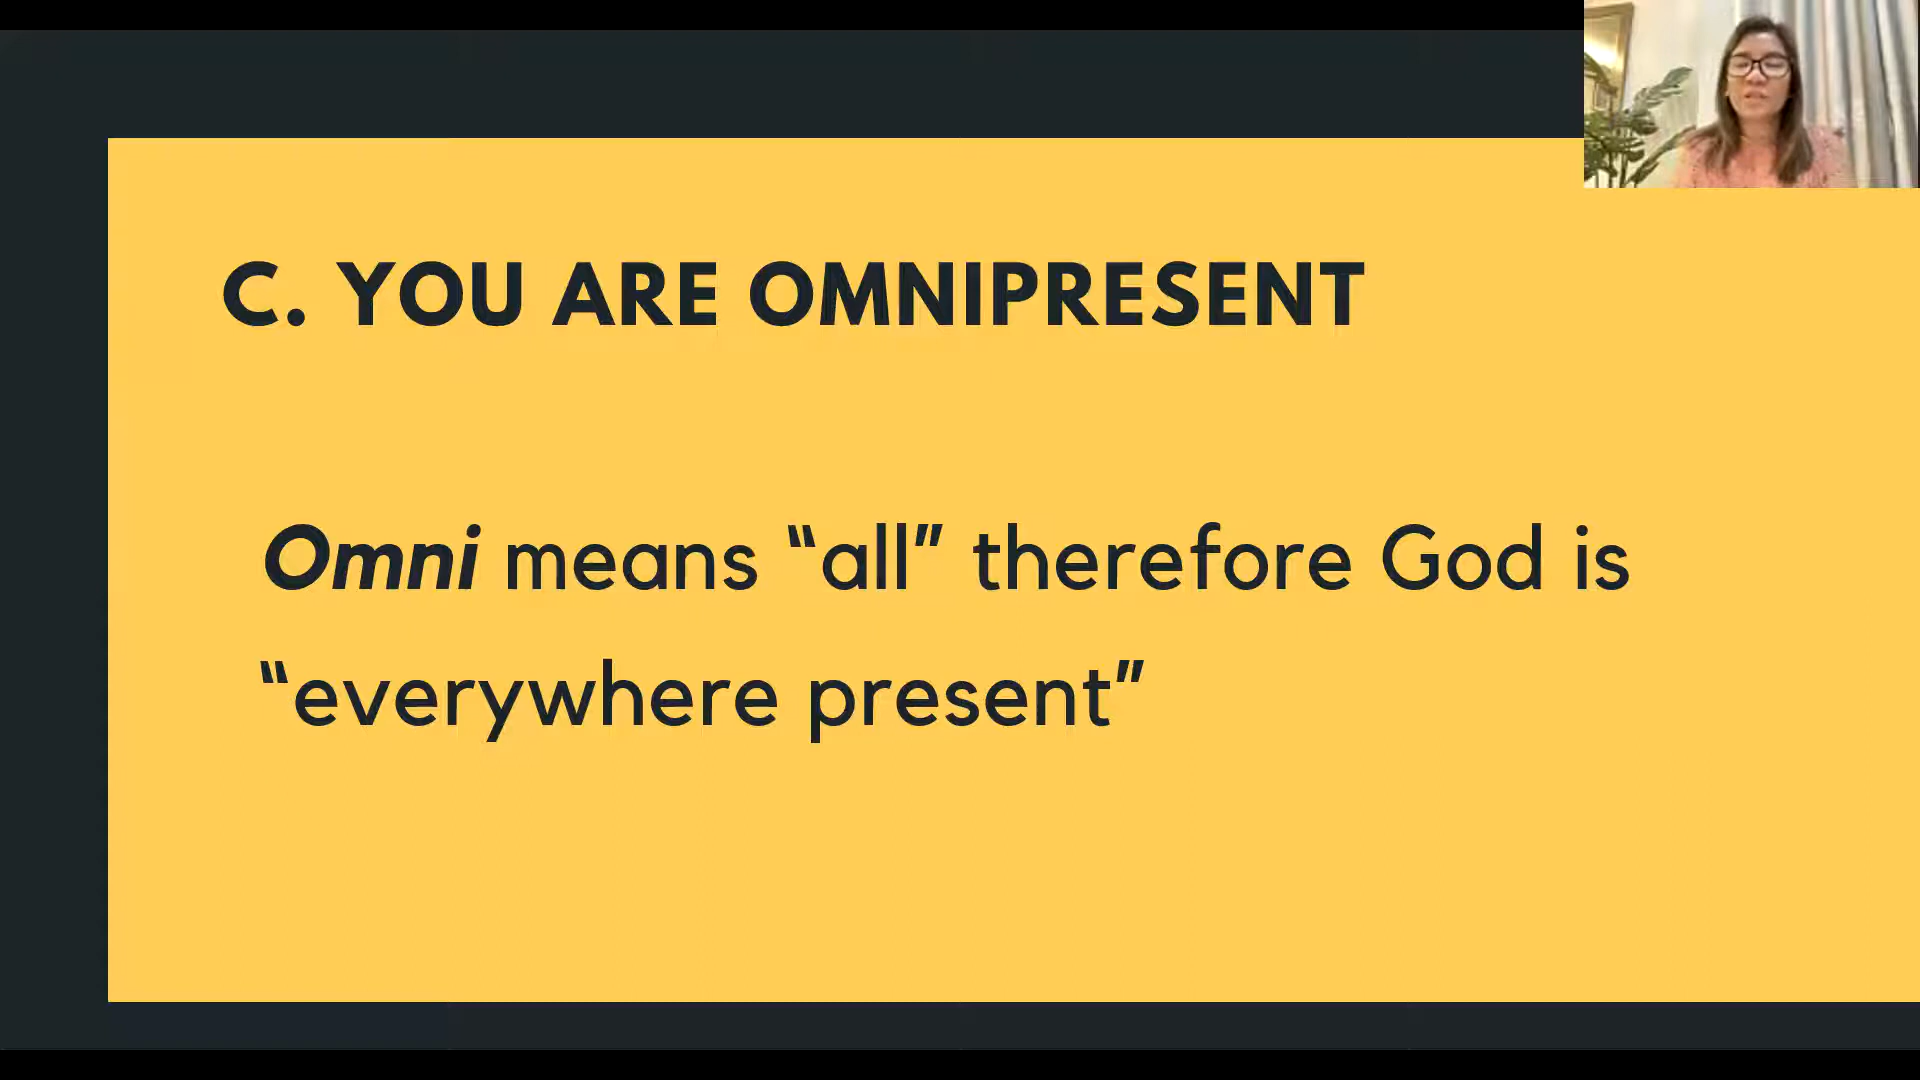 C. YOU ARE OMNIPRESENT
Omni means “all” therefore God is
“everywhere present”